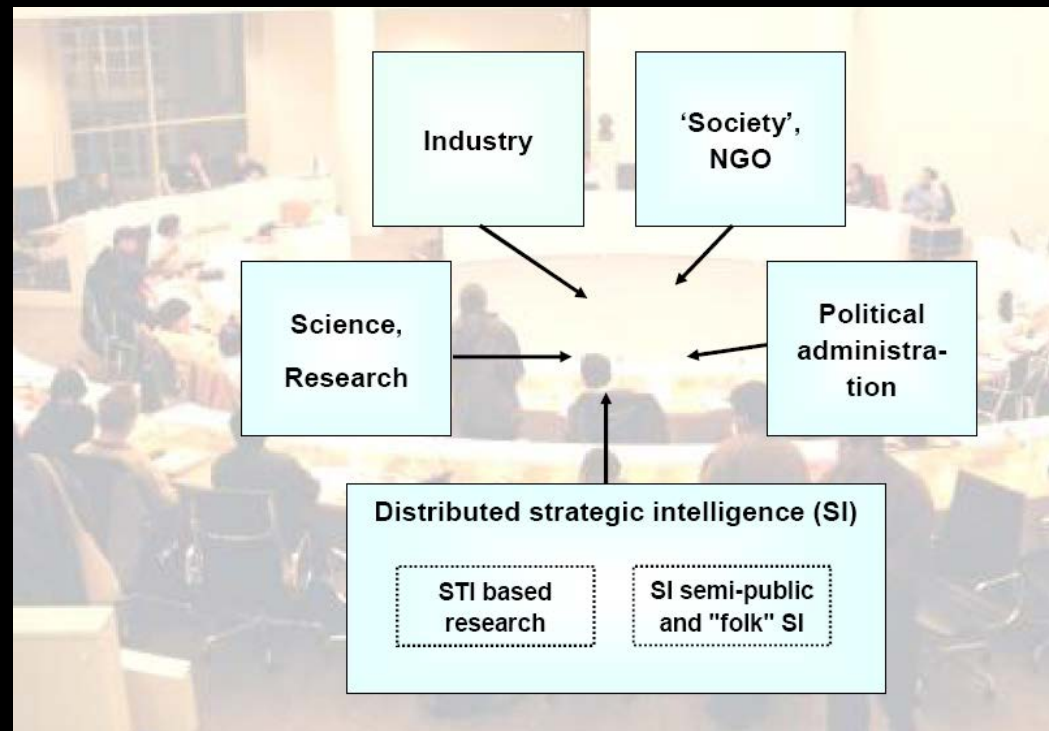 Industry
‘Society’,
NGO
Science,
Research
Political
administra-
tion
Distributed strategic intelligence (SI)
STI based
research
SI semi-public
and "folk" SI